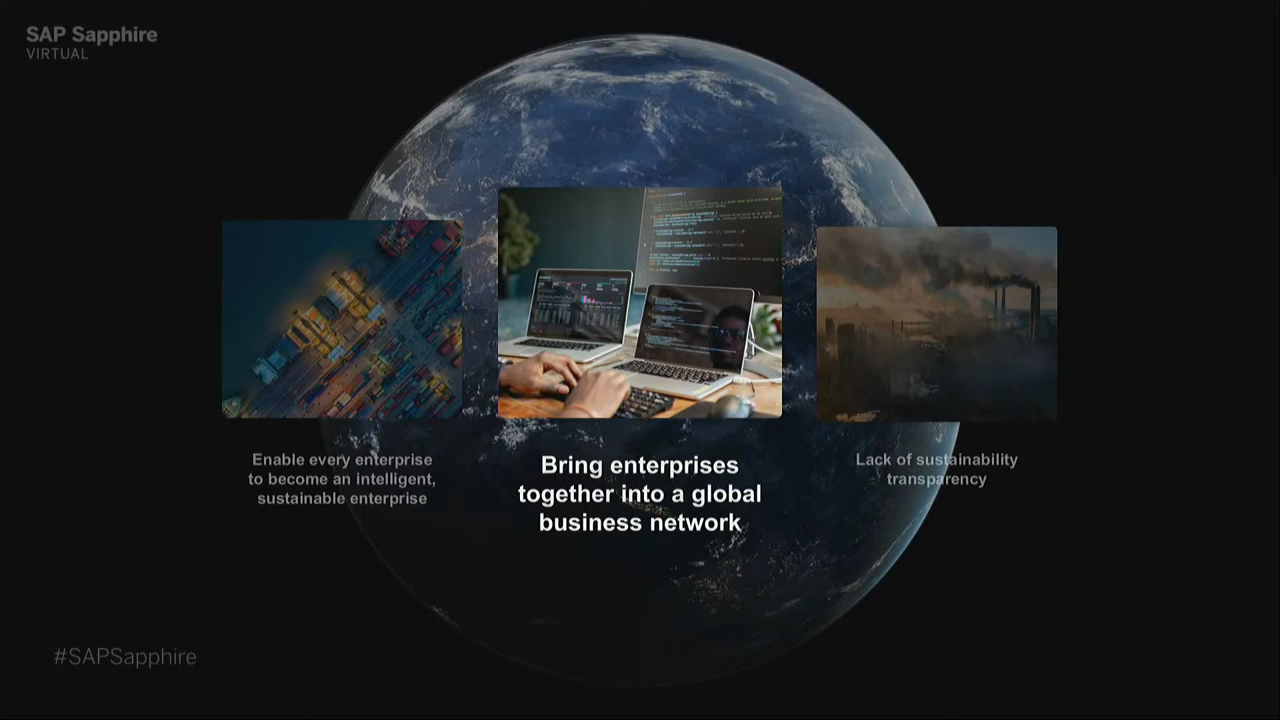 SAP Sapphire
VIRTUAL
Enable every enterprise
to become an intelligent,
sustainable enterprise
Bring enterprises
together into a global
business network
Lack of sustainability
transparency
#SAPSapphire